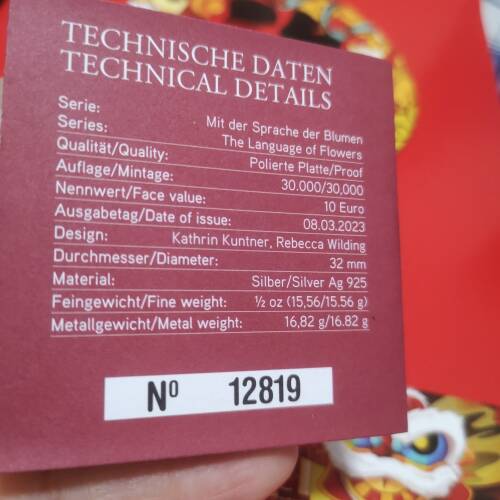 TECHNISCHE DATEN
TECHNICAL DETAILS
Serie: Mit der Sprache der Blumen
Series: The Language of Flowers
Qualität/Quality: Polierte Platte/Proof
Auflage/Mintage: 30.000/30,000
Nennwert/Face value: 10 Euro
Ausgabetag/Date of issue: 08.03.2023
Design: Kathrin Kuntner, Rebecca Wilding
Durchmesser/Diameter: 32 mm
Material: Silber/Silver Ag 925
Feingewicht/Fine weight: ½ oz (15,56/15.56 g)
Metallgewicht/Metal weight: 16,82 g/16.82 g
Nº 12819